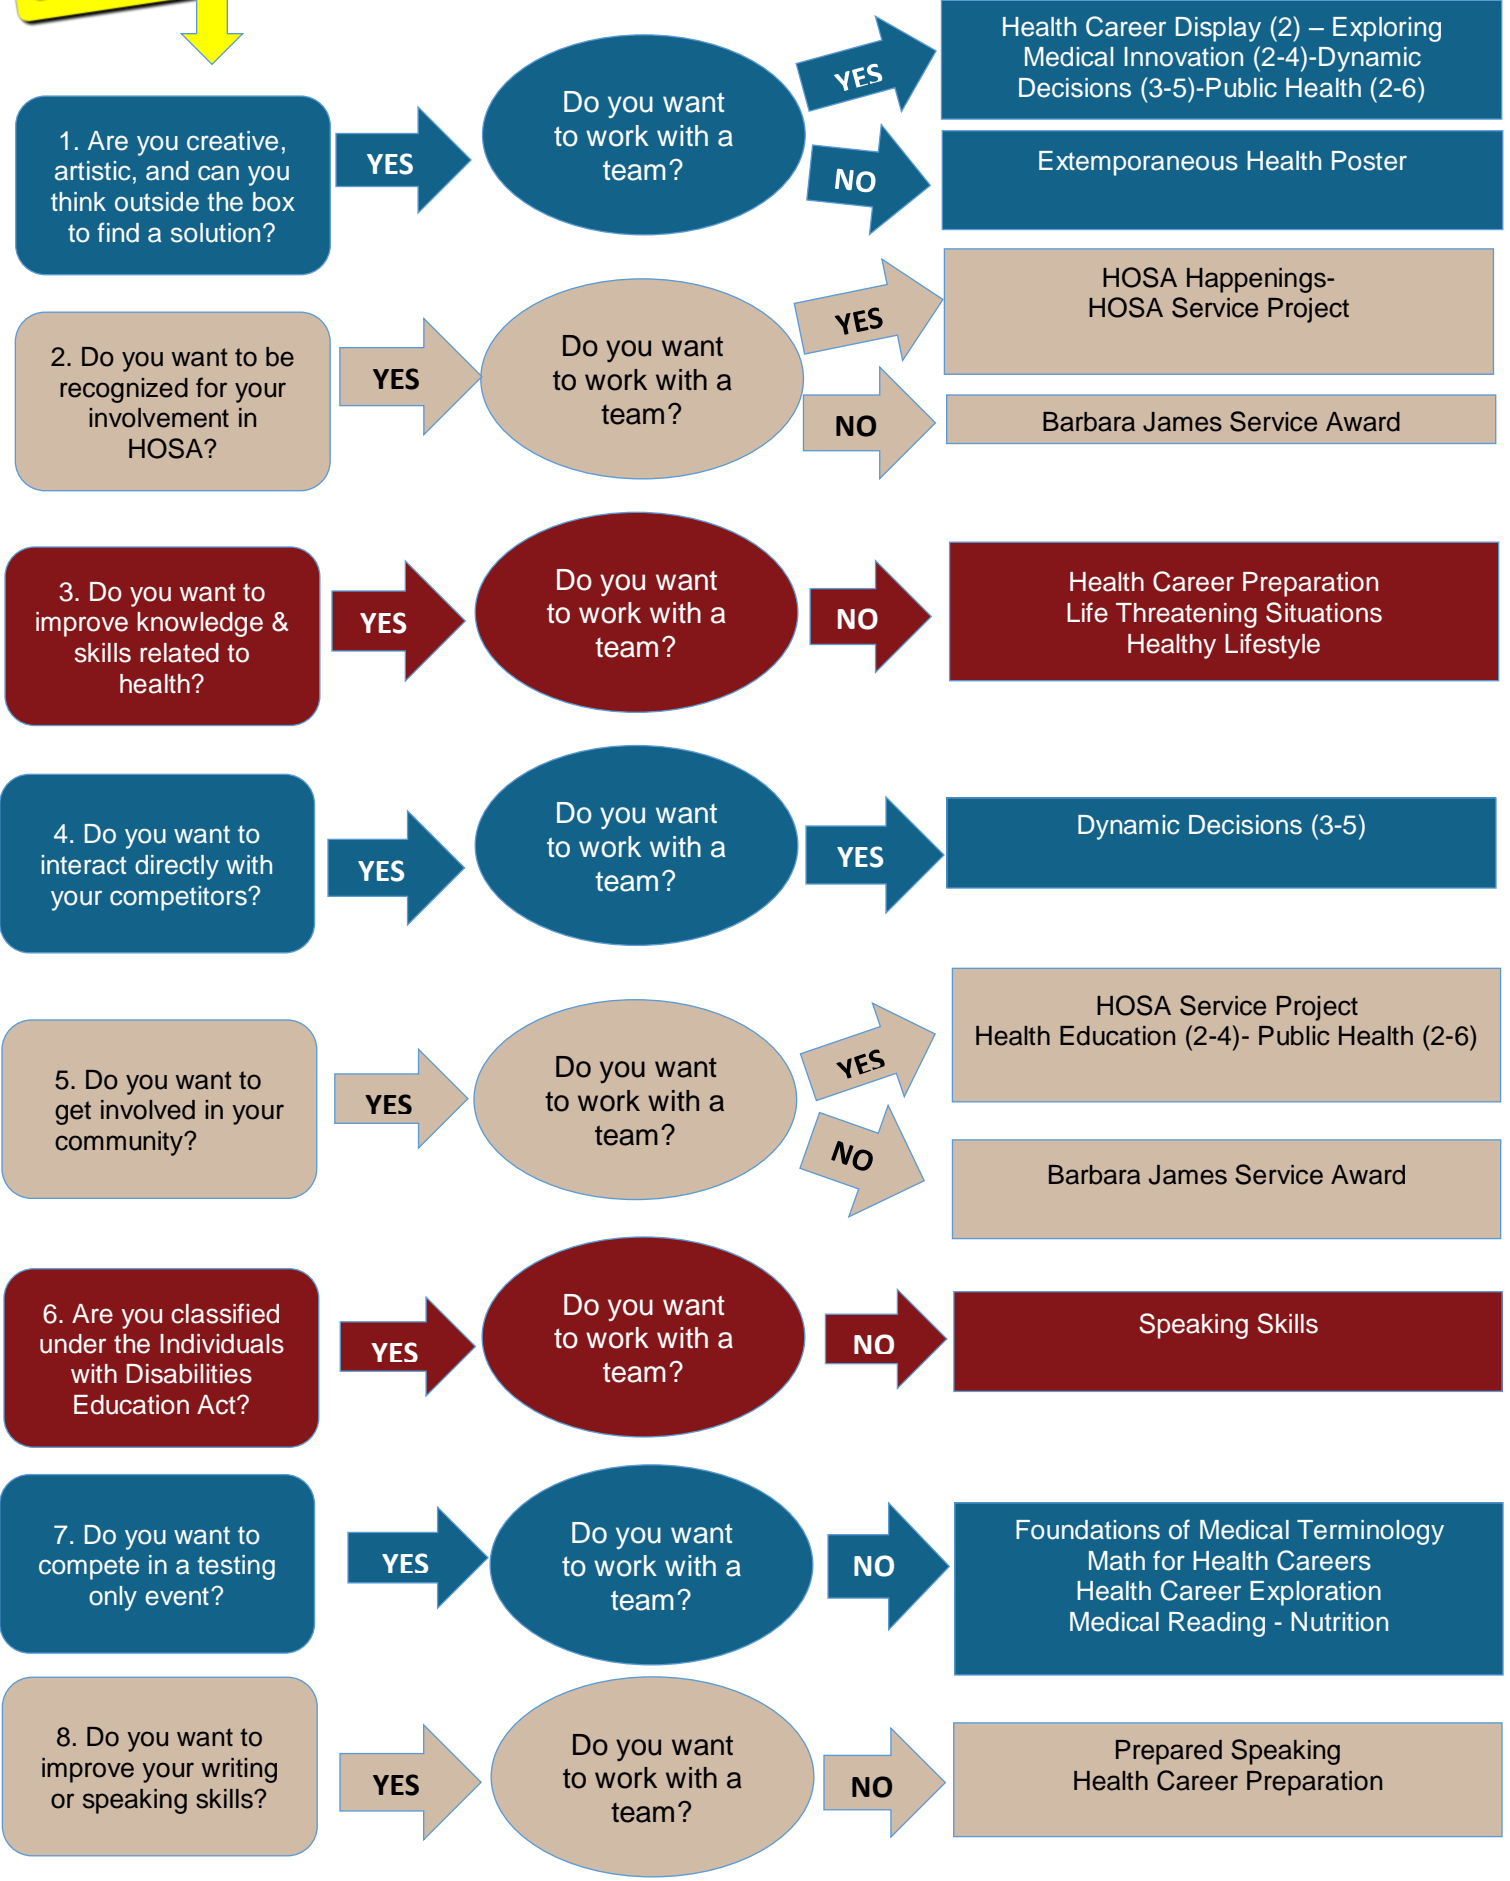 1. Are you creative,
artistic, and can you
think outside the box
to find a solution?
YES
Do you want
to work with a
team?
YES
Health Career Display (2) – Exploring
Medical Innovation (2-4)-Dynamic
Decisions (3-5)-Public Health (2-6)
NO
Extemporaneous Health Poster
2. Do you want to be
recognized for your
involvement in
HOSA?
YES
Do you want
to work with a
team?
YES
HOSA Happenings-
HOSA Service Project
NO
Barbara James Service Award
3. Do you want to
improve knowledge &
skills related to
health?
YES
Do you want
to work with a
team?
NO
Health Career Preparation
Life Threatening Situations
Healthy Lifestyle
4. Do you want to
interact directly with
your competitors?
YES
Do you want
to work with a
team?
YES
Dynamic Decisions (3-5)
5. Do you want to
get involved in your
community?
YES
Do you want
to work with a
team?
YES
HOSA Service Project
Health Education (2-4)- Public Health (2-6)
NO
Barbara James Service Award
6. Are you classified
under the Individuals
with Disabilities
Education Act?
YES
Do you want
to work with a
team?
NO
Speaking Skills
7. Do you want to
compete in a testing
only event?
YES
Do you want
to work with a
team?
NO
Foundations of Medical Terminology
Math for Health Careers
Health Career Exploration
Medical Reading - Nutrition
8. Do you want to
improve your writing
or speaking skills?
YES
Do you want
to work with a
team?
NO
Prepared Speaking
Health Career Preparation